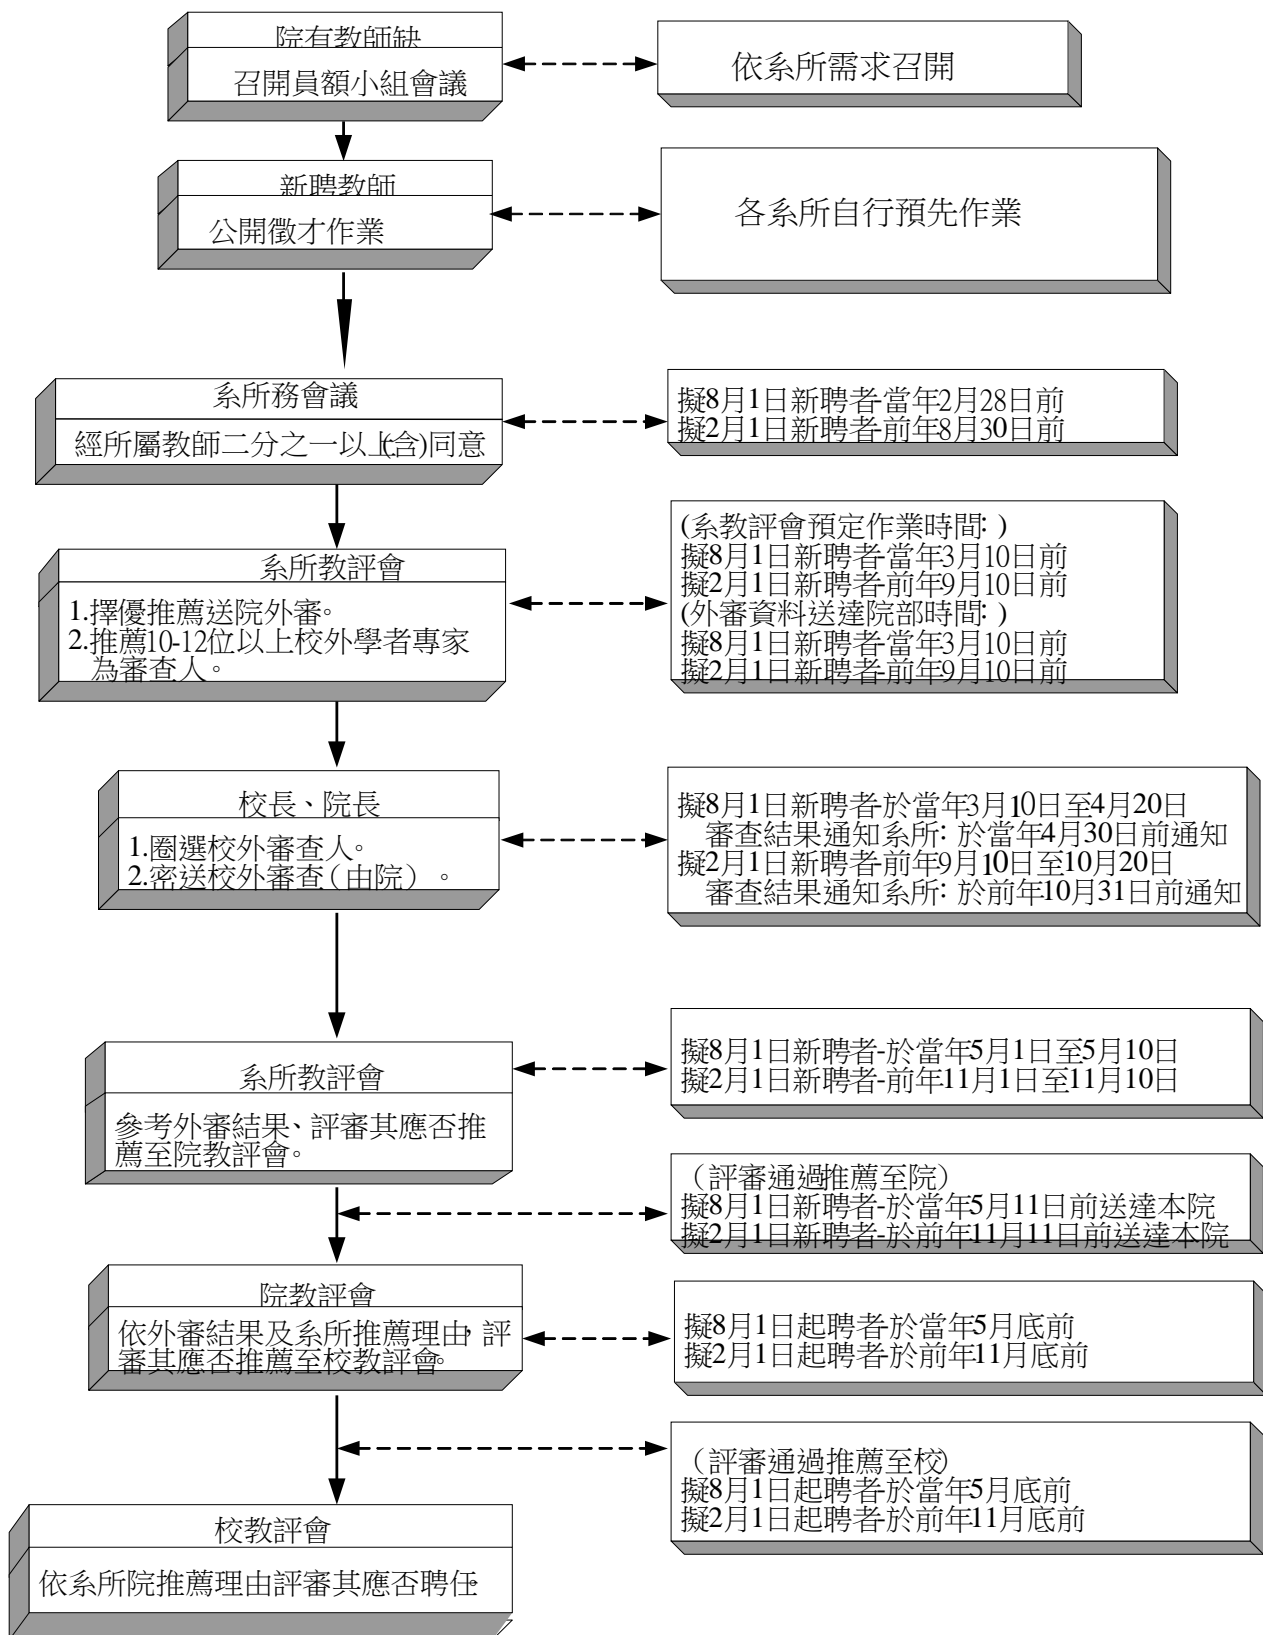 院有教師缺
召開員額小組會議
依系所需求召開
新聘教師
公開徵才作業
各系所自行預先作業
系所務會議
經所屬教師二分之一以上(含)同意
擬8月1日新聘者-當年2月28日前
擬2月1日新聘者-前年8月30日前
系所教評會
1.擇優推薦送院外審。
2.推薦10-12位以上校外學者專家
為審查人。
(系教評會預定作業時間：)
擬8月1日新聘者-當年3月10日前
擬2月1日新聘者-前年9月10日前
(外審資料送達院部時間：)
擬8月1日新聘者-當年3月10日前
擬2月1日新聘者-前年9月10日前
校長、院長
1.圈選校外審查人。
2.密送校外審查（由院）。
擬8月1日新聘者-於當年3月10日至4月20日
審查結果通知系所：於當年4月30日前通知
擬2月1日新聘者-前年9月10日至10月20日
審查結果通知系所：於前年10月31日前通知
系所教評會
參考外審結果、評審其應否推
薦至院教評會。
擬8月1日新聘者-於當年5月1日至5月10日
擬2月1日新聘者-前年11月1日至11月10日
（評審通過推薦至院）
擬8月1日新聘者-於當年5月11日前送達本院
擬2月1日新聘者-於前年11月11日前送達本院
院教評會
依外審結果及系所推薦理由，評
審其應否推薦至校教評會。
擬8月1日起聘者-於當年5月底前
擬2月1日起聘者-於前年11月底前
（評審通過推薦至校）
擬8月1日起聘者-於當年5月底前
擬2月1日起聘者-於前年11月底前
校教評會
依系所院推薦理由評審其應否聘任。